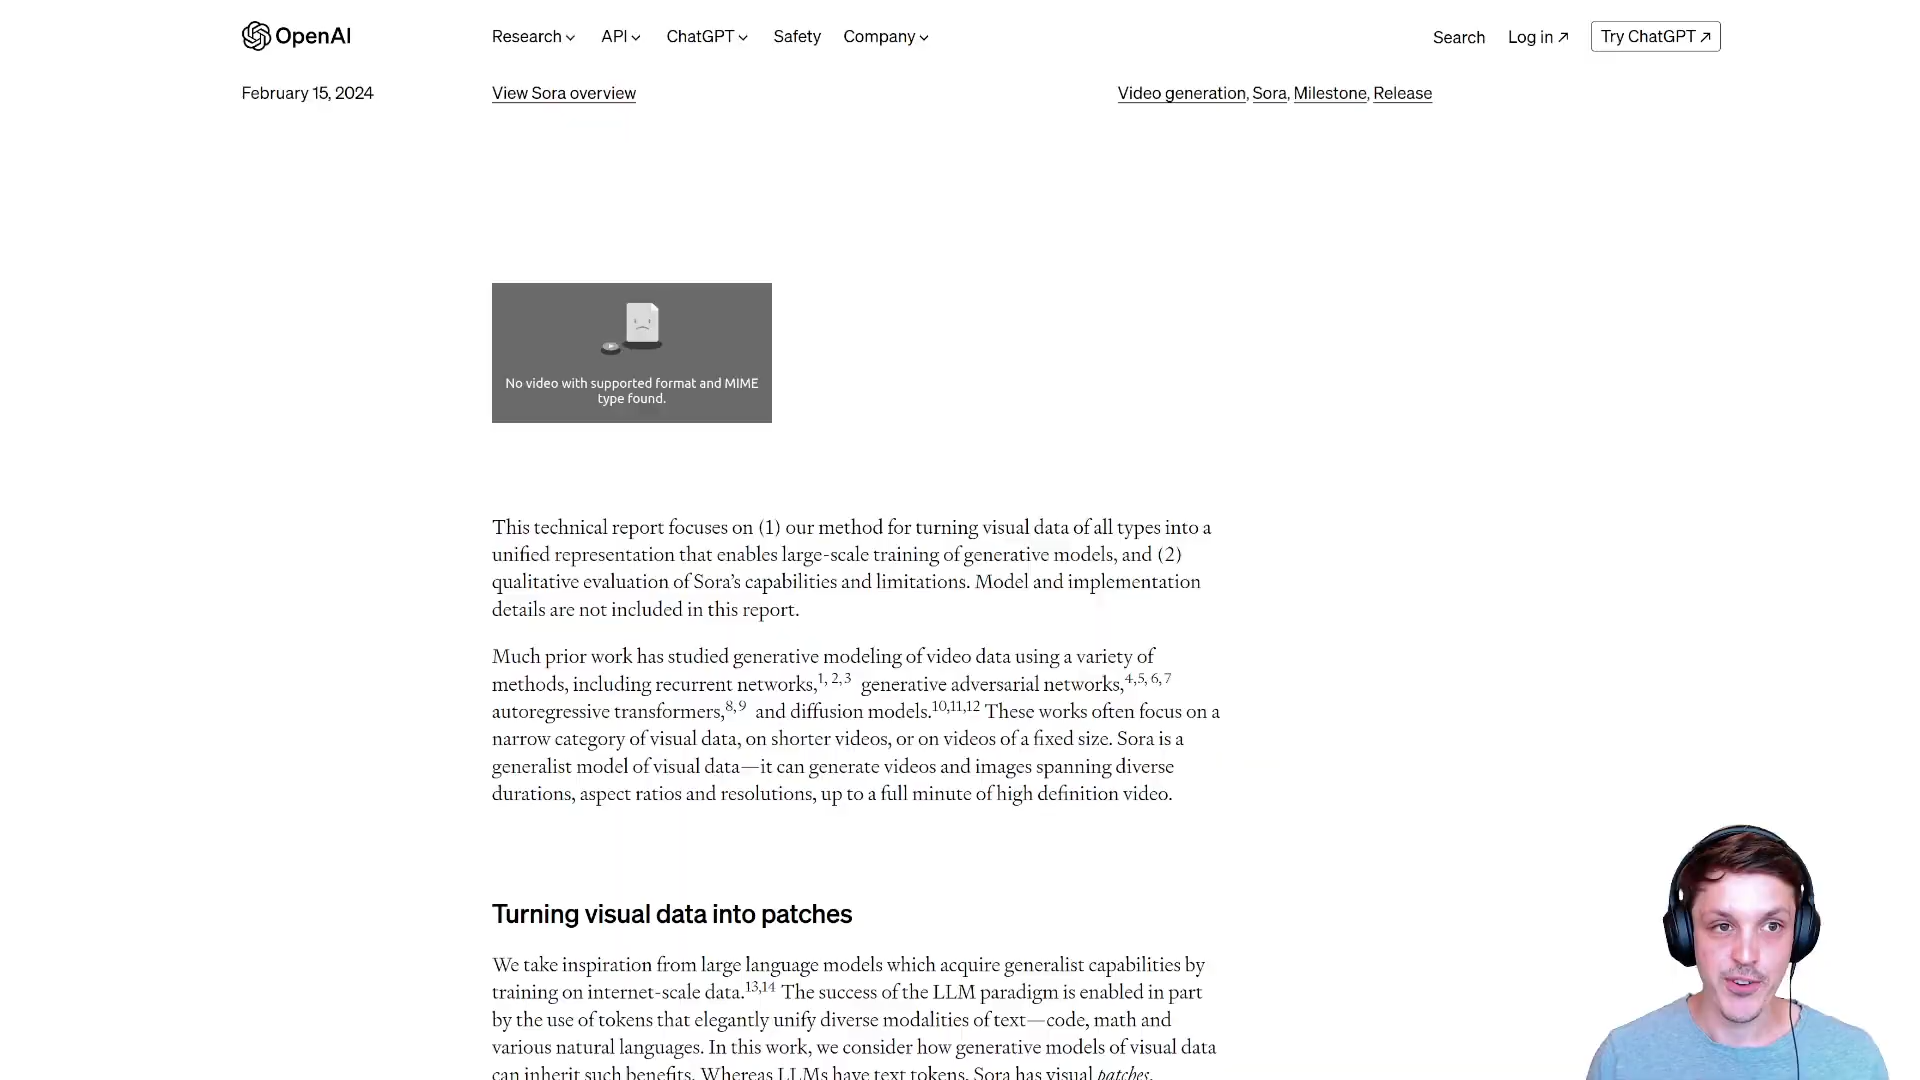 OpenAI Research API ChatGPT Safety Company Search Log in ↗ Try ChatGPT ↗
February 15, 2024 View Sora overview Video generation, Sora, Milestone, Release
No video with supported format and MIME
type found.
This technical report focuses on (1) our method for turning visual data of all types into a
unified representation that enables large-scale training of generative models, and (2)
qualitative evaluation of Sora’s capabilities and limitations. Model and implementation
details are not included in this report.
Much prior work has studied generative modeling of video data using a variety of
methods, including recurrent networks,1, 2,3 generative adversarial networks,4,5, 6,7
autoregressive transformers,8,9 and diffusion models.10,11,12 These works often focus on a
narrow category of visual data, on shorter videos, or on videos of a fixed size. Sora is a
generalist model of visual data—it can generate videos and images spanning diverse
durations, aspect ratios and resolutions, up to a full minute of high definition video.
Turning visual data into patches
We take inspiration from large language models which acquire generalist capabilities by
training on internet-scale data.13,14 The success of the LLM paradigm is enabled in part
by the use of tokens that elegantly unify diverse modalities of text—code, math and
various natural languages. In this work, we consider how generative models of visual data
can inherit such benefits. Whereas LLMs have text tokens, Sora has visual patches.